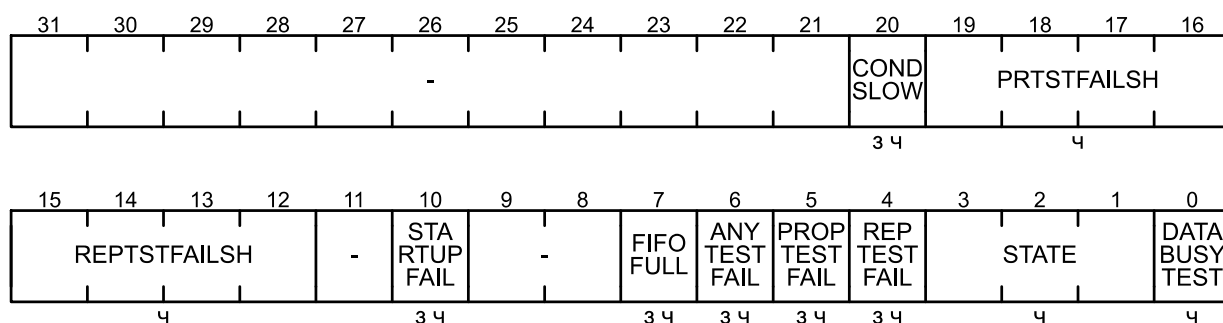 31 30 29 28 27 26 25 24 23 22 21 20 19 18 17 16
-
COND
SLOW
PRTSTFAILSH
з ч ч
15 14 13 12 11 10 9 8 7 6 5 4 3 2 1 0
REPTSTFAILSH
-
STA
RTUP
FAIL
-
FIFO
FULL
ANY
TEST
FAIL
PROP
TEST
FAIL
REP
TEST
FAIL
STATE
DATA
BUSY
TEST
ч з ч з ч з ч з ч з ч ч ч